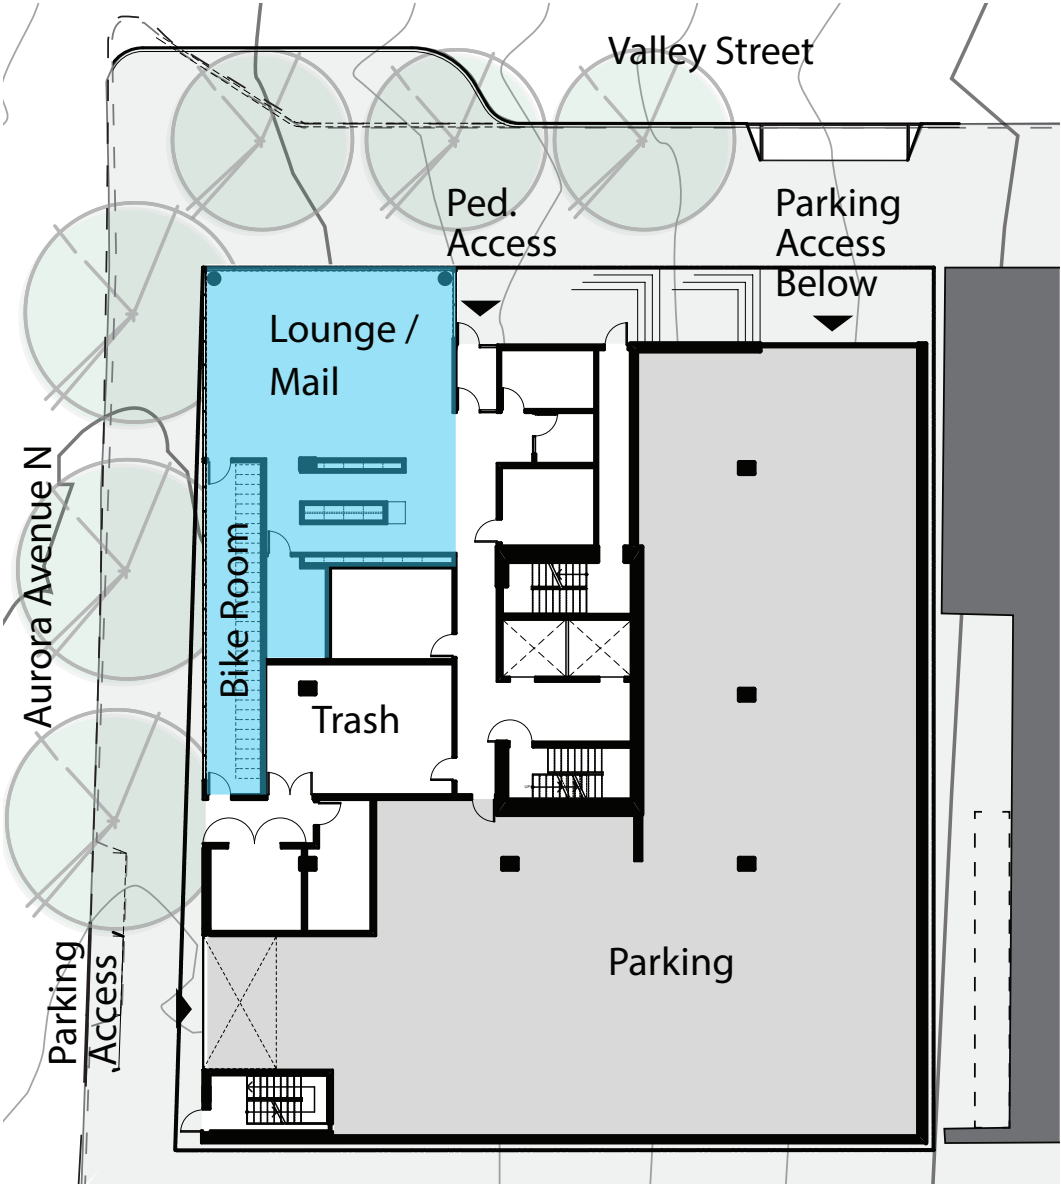 Valley Street
Ped.
Access
Parking
Access
Below
Lounge /
Mail
Aurora Avenue N
Bike Room
Trash
Parking
Parking
Access